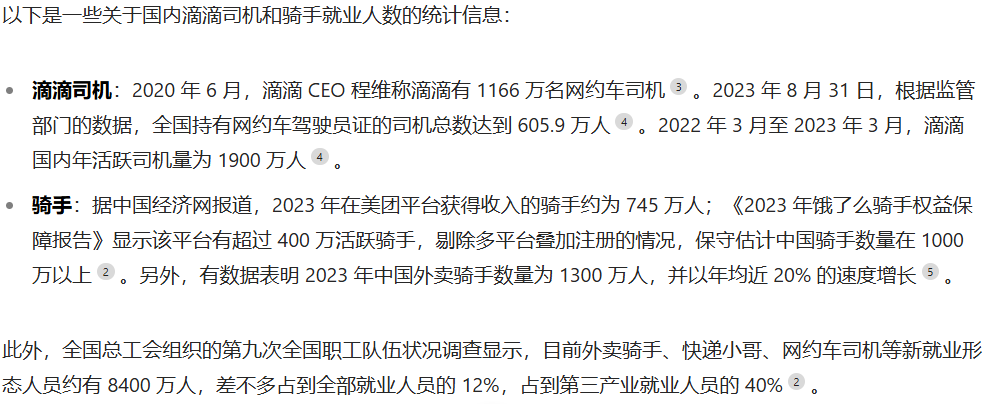 以下是一些关于国内滴滴司机和骑手就业人数的统计信息：
• 滴滴司机：2020 年 6 月，滴滴 CEO 程维称滴滴有 1166 万名网约车司机 3 。2023 年 8 月 31 日，根据监管
部门的数据，全国持有网约车驾驶员证的司机总数达到 605.9 万人 4 。2022 年 3 月至 2023 年 3 月，滴滴
国内年活跃司机量为 1900 万人 4 。
• 骑手：据中国经济网报道，2023 年在美团平台获得收入的骑手约为 745 万人；《2023 年饿了么骑手权益保
障报告》显示该平台有超过 400 万活跃骑手，剔除多平台叠加注册的情况，保守估计中国骑手数量在 1000
万以上 2 。另外，有数据表明 2023 年中国外卖骑手数量为 1300 万人，并以年均近 20% 的速度增长 5 。
此外，全国总工会组织的第九次全国职工队伍状况调查显示，目前外卖骑手、快递小哥、网约车司机等新就业形
态人员约有 8400 万人，差不多占到全部就业人员的 12%，占到第三产业就业人员的 40% 2 。